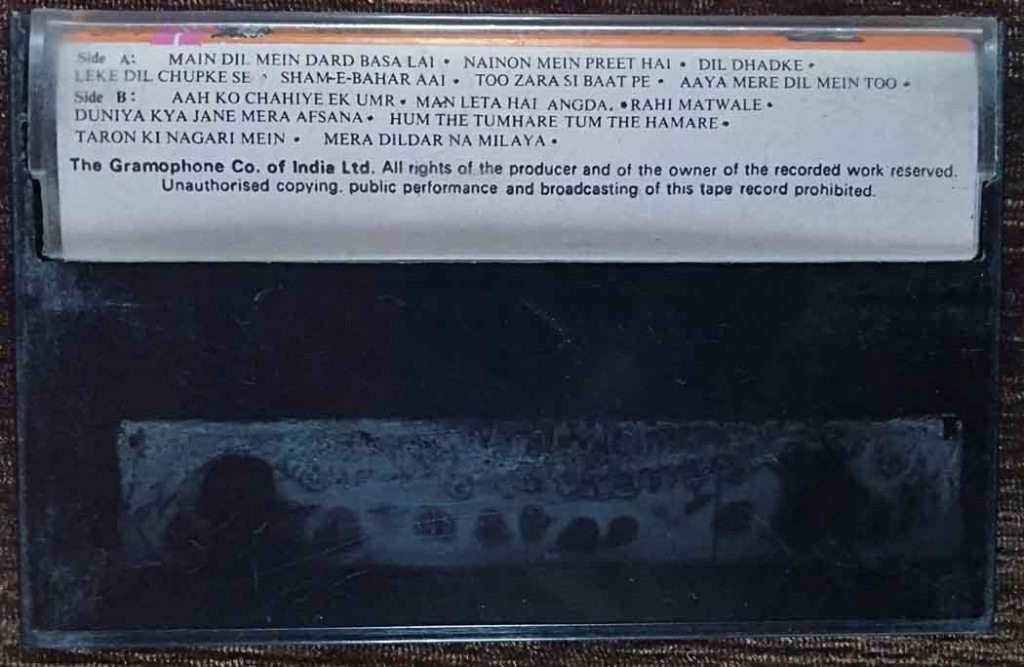 Side A: MAIN DIL MEIN DARD BASA LAI • NAINON MEIN PREET HAI • DIL DHADKE •
LEKE DIL CHUPKE SE • SHAM-E-BAHAR AAI • TOO ZARA SI BAAT PE • AAYA MERE DIL MEIN TOO •
Side B: AAH KO CHAHIYE EK UMR • MAN LETA HAI ANGDA. • RAHI MATWALE •
DUNIYA KYA JANE MERA AFSANA • HUM THE TUMHARE TUM THE HAMARE •
TARON KI NAGARI MEIN • MERA DILDAR NA MILAYA •
The Gramophone Co. of India Ltd. All rights of the producer and of the owner of the recorded work reserved.
Unauthorised copying. public performance and broadcasting of this tape record prohibited.